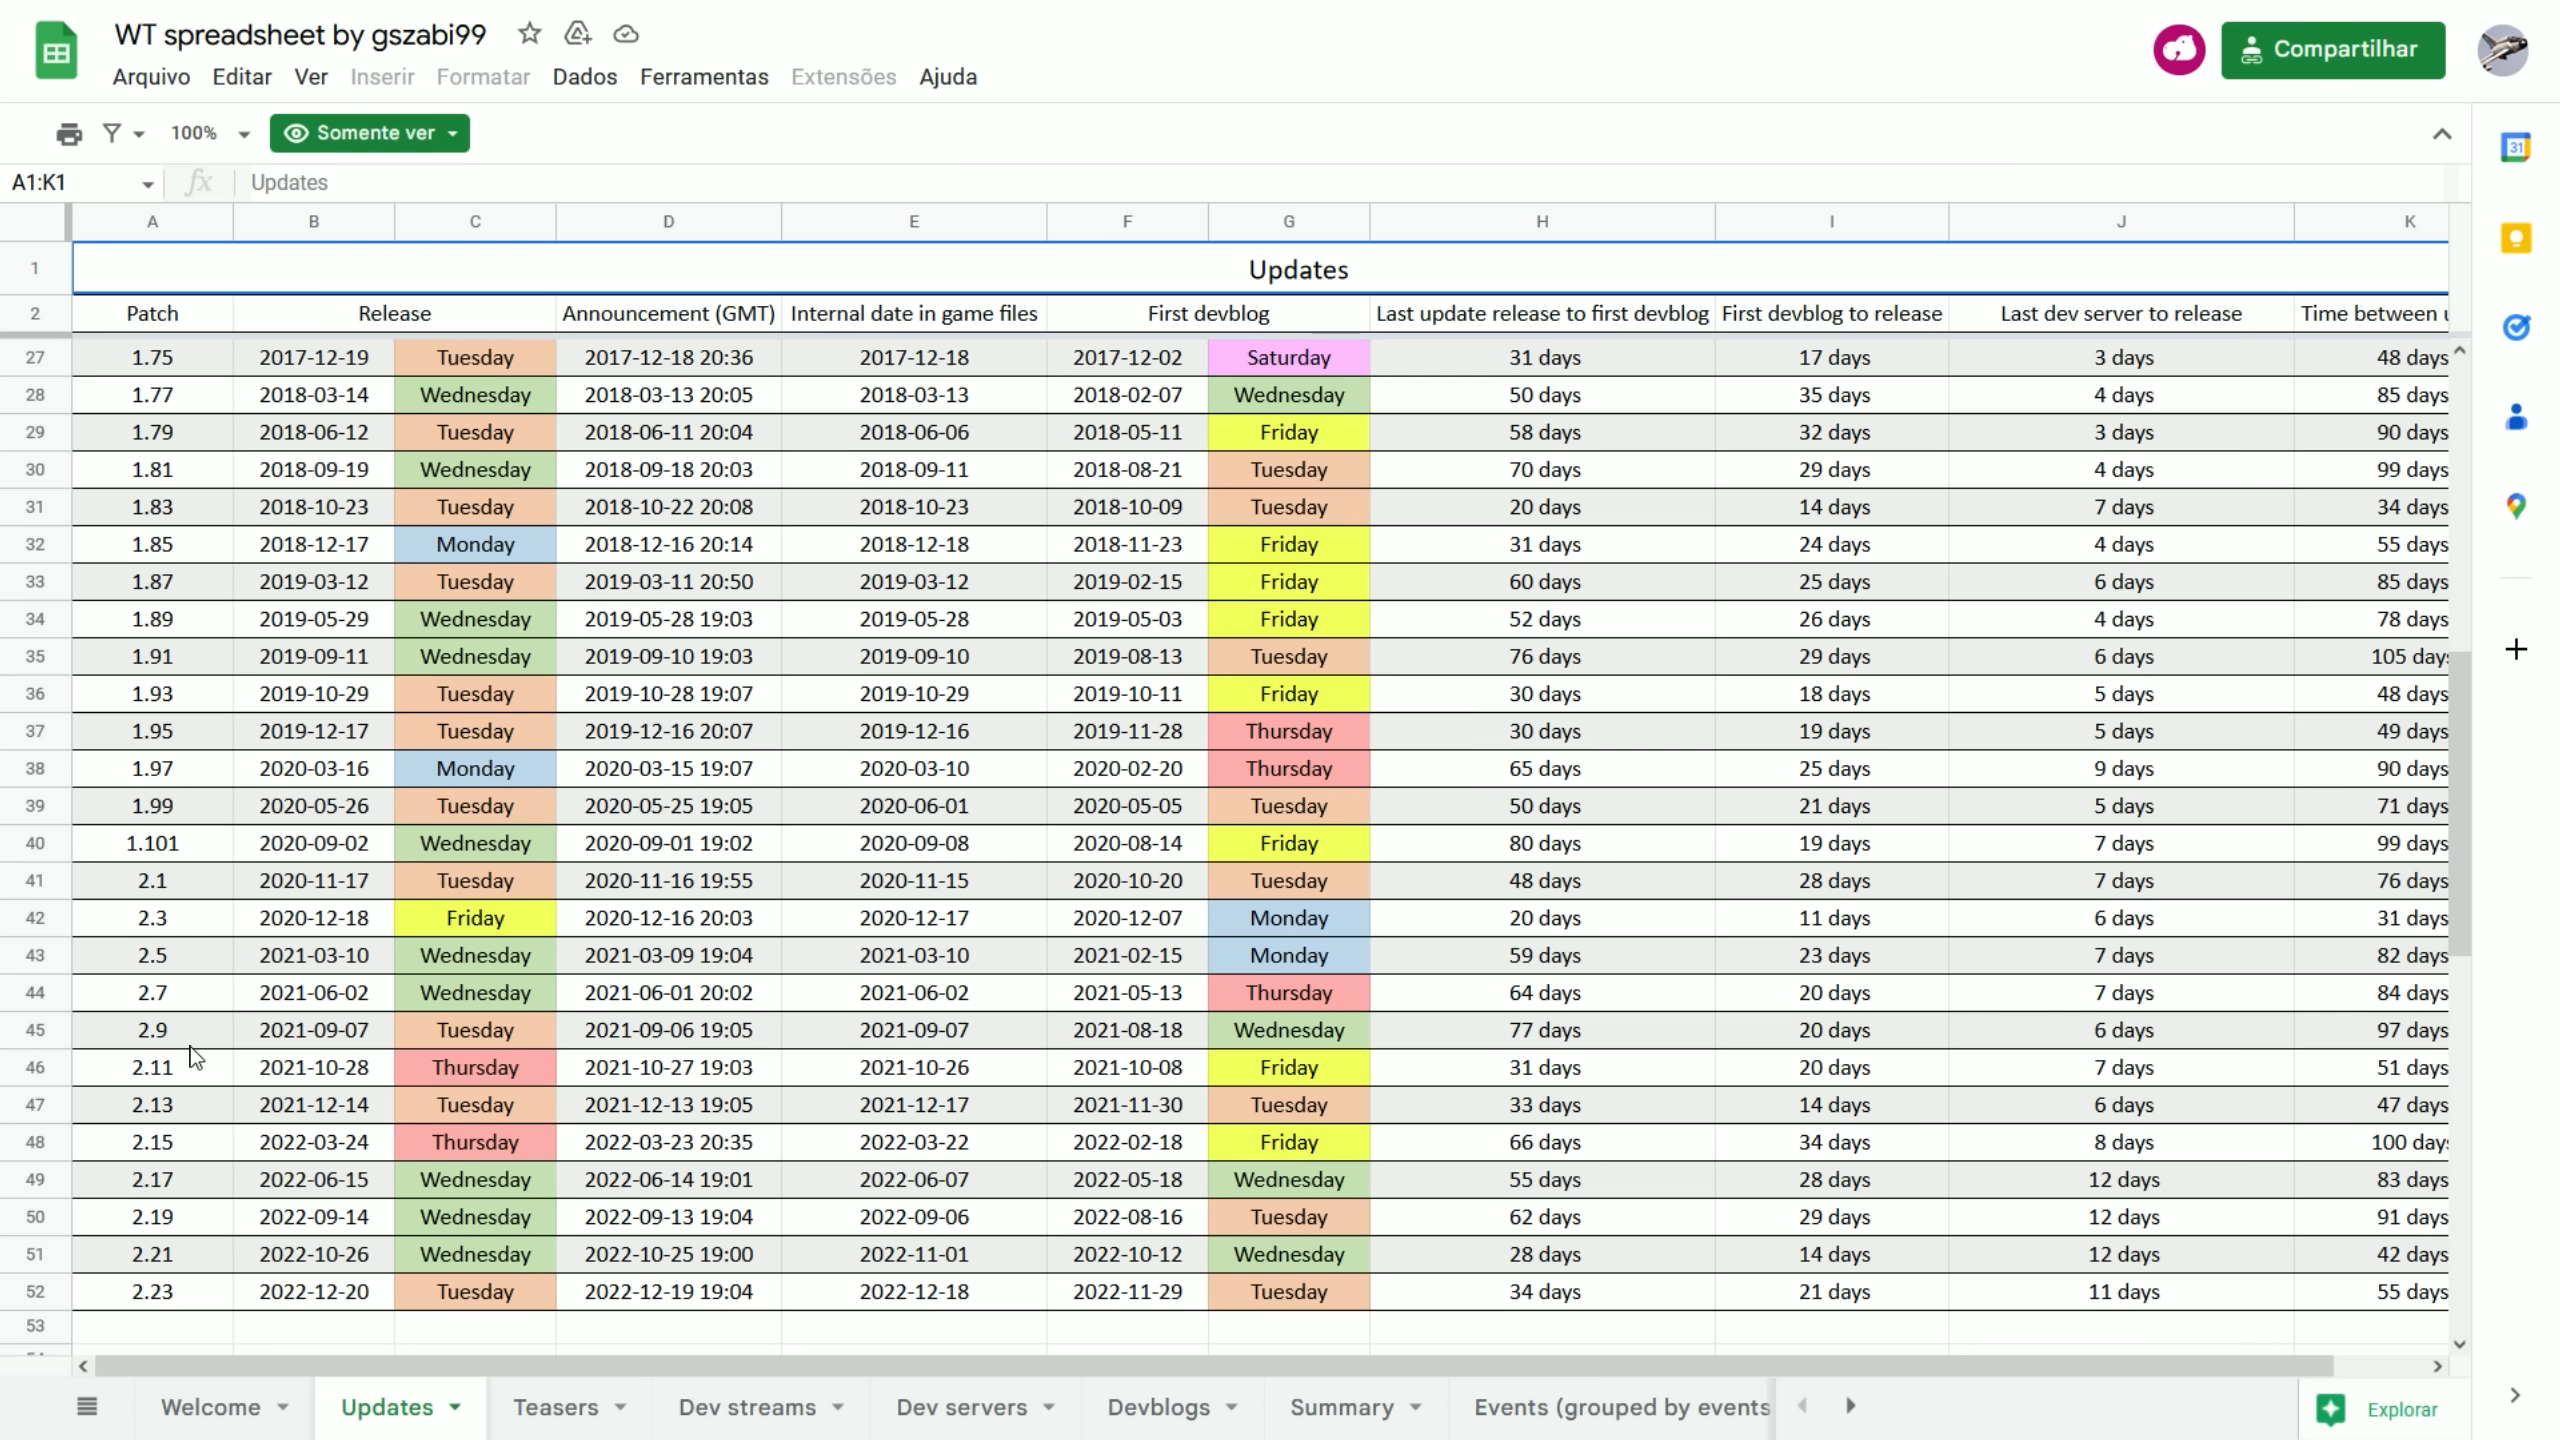 WT spreadsheet by gszabi99
Arquivo Editar Ver Inserir Formatar Dados Ferramentas Extensões Ajuda
Compartilhar
100% Somente ver
31
A1:K1 fx Updates
A B C D E F G H I J K
1 Updates
2 Patch Release Announcement (GMT) Internal date in game files First devblog Last update release to first devblog First devblog to release Last dev server to release Time between
27 1.75 2017-12-19 Tuesday 2017-12-18 20:36 2017-12-18 2017-12-02 Saturday 31 days 17 days 3 days 48 days
28 1.77 2018-03-14 Wednesday 2018-03-13 20:05 2018-03-13 2018-02-07 Wednesday 50 days 35 days 4 days 85 days
29 1.79 2018-06-12 Tuesday 2018-06-11 20:04 2018-06-06 2018-05-11 Friday 58 days 32 days 3 days 90 days
30 1.81 2018-09-19 Wednesday 2018-09-18 20:03 2018-09-11 2018-08-21 Tuesday 70 days 29 days 4 days 99 days
31 1.83 2018-10-23 Tuesday 2018-10-22 20:08 2018-10-23 2018-10-09 Tuesday 20 days 14 days 7 days 34 days
32 1.85 2018-12-17 Monday 2018-12-16 20:14 2018-12-18 2018-11-23 Friday 31 days 24 days 4 days 55 days
33 1.87 2019-03-12 Tuesday 2019-03-11 20:50 2019-03-12 2019-02-15 Friday 60 days 25 days 6 days 85 days
34 1.89 2019-05-29 Wednesday 2019-05-28 19:03 2019-05-28 2019-05-03 Friday 52 days 26 days 4 days 78 days
35 1.91 2019-09-11 Wednesday 2019-09-10 19:03 2019-09-10 2019-08-13 Tuesday 76 days 29 days 6 days 105 days
36 1.93 2019-10-29 Tuesday 2019-10-28 19:07 2019-10-29 2019-10-11 Friday 30 days 18 days 5 days 48 days
37 1.95 2019-12-17 Tuesday 2019-12-16 20:07 2019-12-16 2019-11-28 Thursday 30 days 19 days 5 days 49 days
38 1.97 2020-03-16 Monday 2020-03-15 19:07 2020-03-10 2020-02-20 Thursday 65 days 25 days 9 days 90 days
39 1.99 2020-05-26 Tuesday 2020-05-25 19:05 2020-06-01 2020-05-05 Tuesday 50 days 21 days 5 days 71 days
40 1.101 2020-09-02 Wednesday 2020-09-01 19:02 2020-09-08 2020-08-14 Friday 80 days 19 days 7 days 99 days
41 2.1 2020-11-17 Tuesday 2020-11-16 19:55 2020-11-15 2020-10-20 Tuesday 48 days 28 days 7 days 76 days
42 2.3 2020-12-18 Friday 2020-12-16 20:03 2020-12-17 2020-12-07 Monday 20 days 11 days 6 days 31 days
43 2.5 2021-03-10 Wednesday 2021-03-09 19:04 2021-03-10 2021-02-15 Monday 59 days 23 days 7 days 82 days
44 2.7 2021-06-02 Wednesday 2021-06-01 20:02 2021-06-02 2021-05-13 Thursday 64 days 20 days 7 days 84 days
45 2.9 2021-09-07 Tuesday 2021-09-06 19:05 2021-09-07 2021-08-18 Wednesday 77 days 20 days 6 days 97 days
46 2.11 2021-10-28 Thursday 2021-10-27 19:03 2021-10-26 2021-10-08 Friday 31 days 20 days 7 days 51 days
47 2.13 2021-12-14 Tuesday 2021-12-13 19:05 2021-12-17 2021-11-30 Tuesday 33 days 14 days 6 days 47 days
48 2.15 2022-03-24 Thursday 2022-03-23 20:35 2022-03-22 2022-02-18 Friday 66 days 34 days 8 days 100 days
49 2.17 2022-06-15 Wednesday 2022-06-14 19:01 2022-06-07 2022-05-18 Wednesday 55 days 28 days 12 days 83 days
50 2.19 2022-09-14 Wednesday 2022-09-13 19:04 2022-09-06 2022-08-16 Tuesday 62 days 29 days 12 days 91 days
51 2.21 2022-10-26 Wednesday 2022-10-25 19:00 2022-11-01 2022-10-12 Wednesday 28 days 14 days 12 days 42 days
52 2.23 2022-12-20 Tuesday 2022-12-19 19:04 2022-12-18 2022-11-29 Tuesday 34 days 21 days 11 days 55 days
53
Welcome Updates Teasers Dev streams Dev servers Devblogs Summary Events (grouped by events Explorar